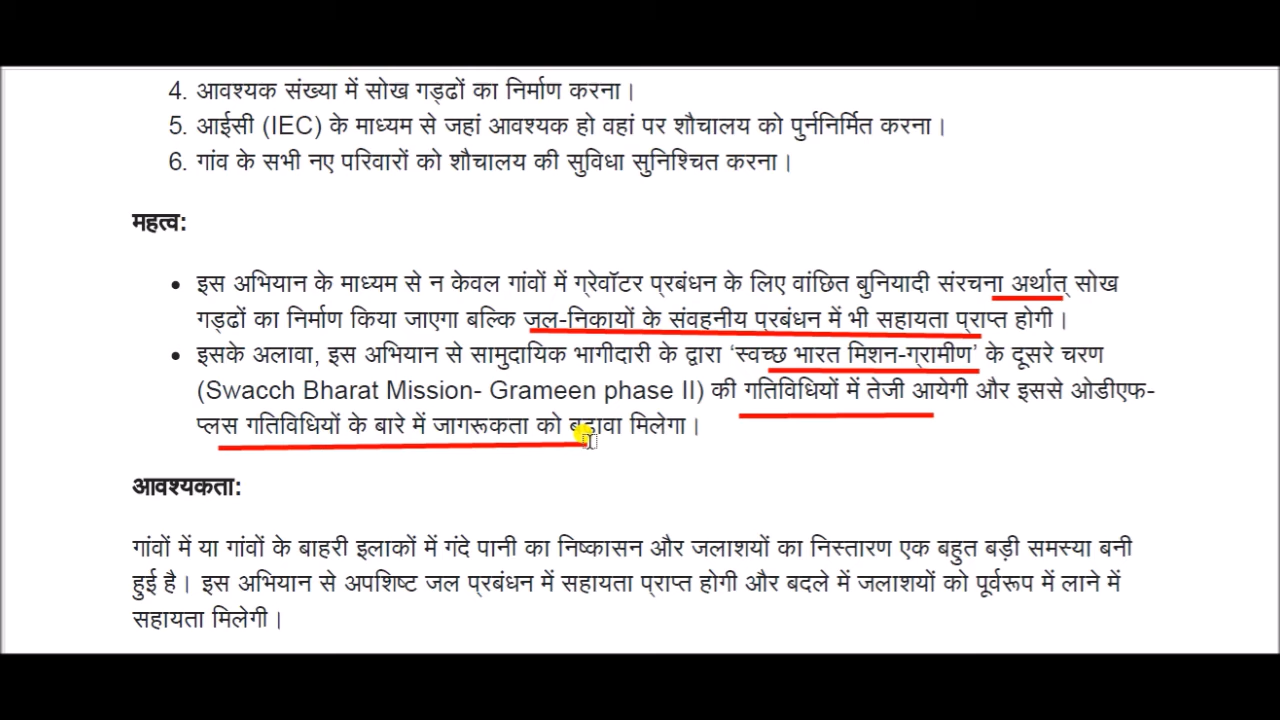 4. आवश्यक संख्या में सोख गड्ढों का निर्माण करना।
5. आईसी (IEC) के माध्यम से जहां आवश्यक हो वहां पर शौचालय को पुर्ननिर्मित करना।
6. गांव के सभी नए परिवारों को शौचालय की सुविधा सुनिश्चित करना।
महत्व:
• इस अभियान के माध्यम से न केवल गांवों में ग्रेवॉटर प्रबंधन के लिए वांछित बुनियादी संरचना अर्थात् सोख
गड्ढों का निर्माण किया जाएगा बल्कि जल-निकायों के संवहनीय प्रबंधन में भी सहायता प्राप्त होगी।
• इसके अलावा, इस अभियान से सामुदायिक भागीदारी के द्वारा ‘स्वच्छ भारत मिशन-ग्रामीण’ के दूसरे चरण
(Swacch Bharat Mission- Grameen phase II) की गतिविधियों में तेजी आयेगी और इससे ओडीएफ-
प्लस गतिविधियों के बारे में जागरूकता को बढ़ावा मिलेगा।
आवश्यकता:
गांवों में या गांवों के बाहरी इलाकों में गंदे पानी का निष्कासन और जलाशयों का निस्तारण एक बहुत बड़ी समस्या बनी
हुई है। इस अभियान से अपशिष्ट जल प्रबंधन में सहायता प्राप्त होगी और बदले में जलाशयों को पूर्वरूप में लाने में
सहायता मिलेगी।